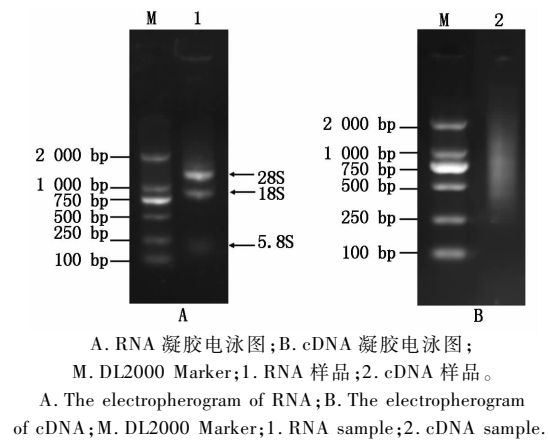 M 1
2 000 bp
1 000 bp
750 bp
500 bp
250 bp
100 bp
28S
18S
5.8S
A
M 2
2 000 bp
1 000 bp
750 bp
500 bp
250 bp
100 bp
B
A. RNA 凝胶电泳图;B. cDNA 凝胶电泳图;
M. DL2000 Marker;1. RNA 样品;2. cDNA 样品。
A. The electropherogram of RNA;B. The electropherogram
of cDNA;M. DL2000 Marker;1. RNA sample;2. cDNA sample.